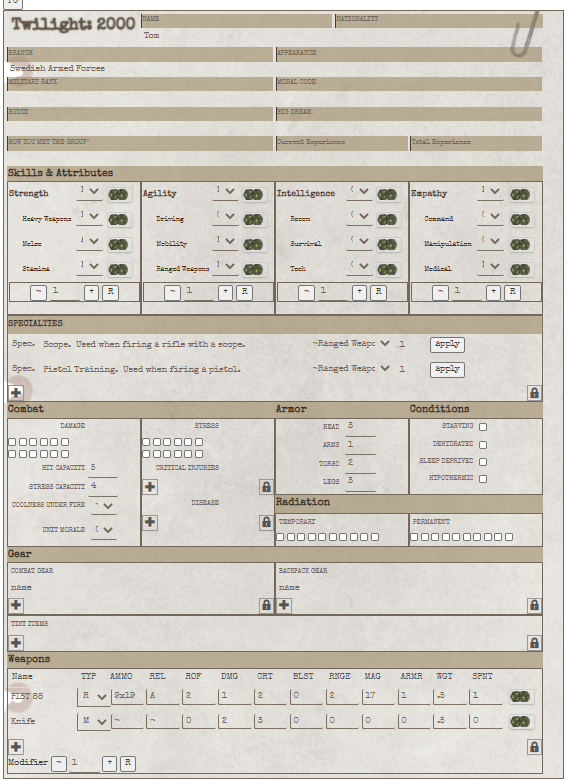 Twilight: 2000
NAME NATIONALITY
Tom
BRANCH APPEARANCE
Swedish Armed Forces
MILITARY RANK MORAL CODE
BUDDY BIG DREAM
HOW YOU MET THE GROUP' Current Experience Total Experience
Skills & Attributes
Strength Agility Intelligence Empathy
Heavy Weapons Driving Recon Command
Melee Mobility Survival Manipulation
Stamina Ranged Weapons Tech Medical
~ 1 + R ~ 1 + R ~ 1 + R ~ 1 + R
SPECIALTIES
Spec. Scope. Used when firing a rifle with a scope. ~Ranged Weapc 1 apply
Spec. Pistol Training. Used when firing a pistol. ~Ranged Weapc 1 apply
Combat Armor Conditions
DAMAGE STRESS HEAD 3 STARVING
ARMS 1 DEHYDRATED
HIT CAPACITY 5 CRITICAL INJURIES TORSO 2 SLEEP DEPRIVED
STRESS CAPACITY 4 LEGS 3 HYPOTHERMIC
COOLNESS UNDER FIRE DISEASE Radiation
UNIT MORALE TEMPORARY PERMANENT
Gear
COMBAT GEAR BACKPACK GEAR
name name
TINY ITEMS
Weapons
Name TYP AMMO REL ROF DMG CRT BLST RNGE MAG ARMR WGT SPNT
PIST 88 R 9x19 A 2 1 2 0 2 17 1 .5 1
Knife M ~ ~ 0 2 3 0 0 0 0 .5 0
Modifier ~ 1 + R